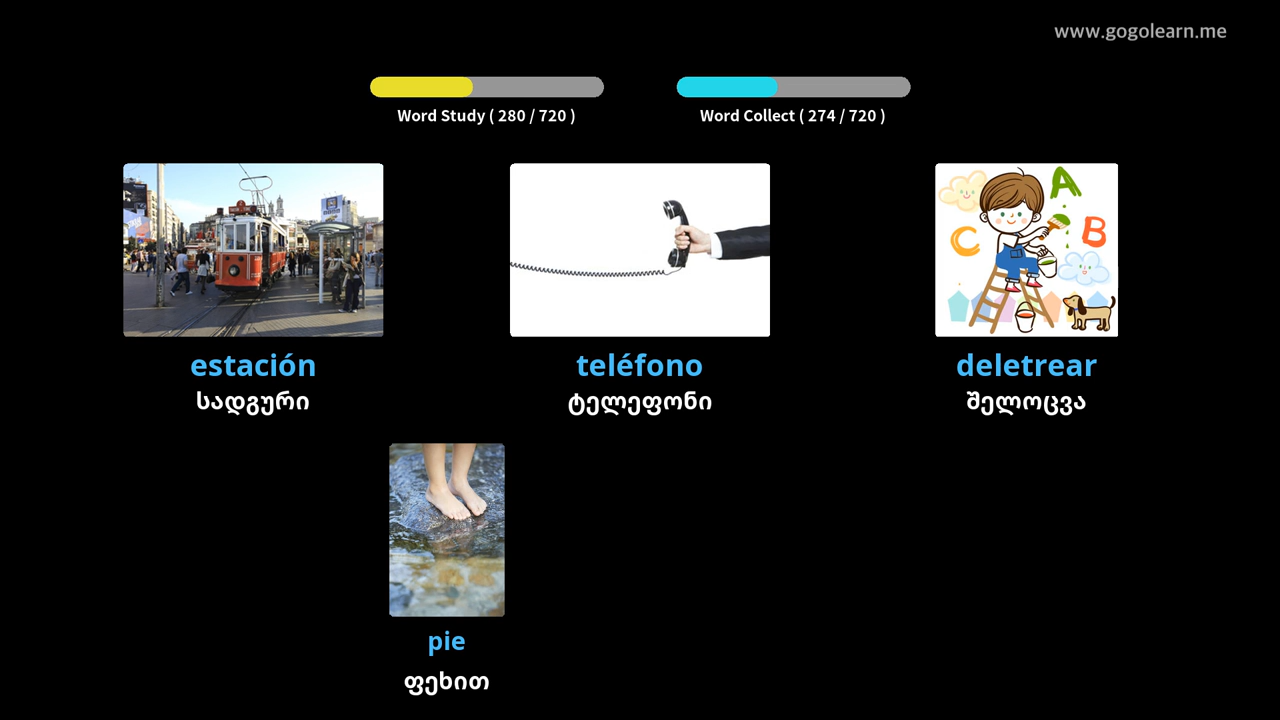 www.gogolearn.me
Word Study ( 280 / 720 )
Word Collect ( 274 / 720 )
A
B
C
estación
teléfono
deletrear
სადგური
ტელეფონი
შელოცვა
pie
ფეხით